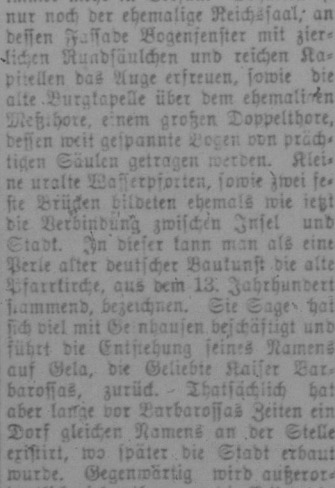 nur noch der ehemalige Reichssaal, an
dessen Fassade Bogenfenster mit zier-
lichen Rundsäulchen und reichen Ka-
pitellen das Auge erfreuen, sowie die
alte Burgkapelle über dem ehemaligen
Meßthore, einem großen Doppelthore,
dessen weit gespannte Bogen von präch-
tigen Säulen getragen werden. Klei-
ne uralte Wasserpforten, sowie zwei fe-
ste Brücken bildeten ehemals wie jetzt
die Verbindung zwischen Insel und
Stadt. In dieser kann man als eine
Perle alter deutscher Baukunst die alte
Pfarrkirche, aus dem 13. Jahrhundert
stammend, bezeichnen. Die Sage hat
sich viel mit Gelnhausen beschäftigt und
führt die Entstehung seines Namens
auf Gela, die Geliebte Kaiser Bar-
barossas, zurück. Thatsächlich hat
aber lange vor Barbarossas Zeiten ein
Dorf gleichen Namens an der Stelle
existirt, wo später die Stadt erbaut
wurde. Gegenwärtig wird außeror-